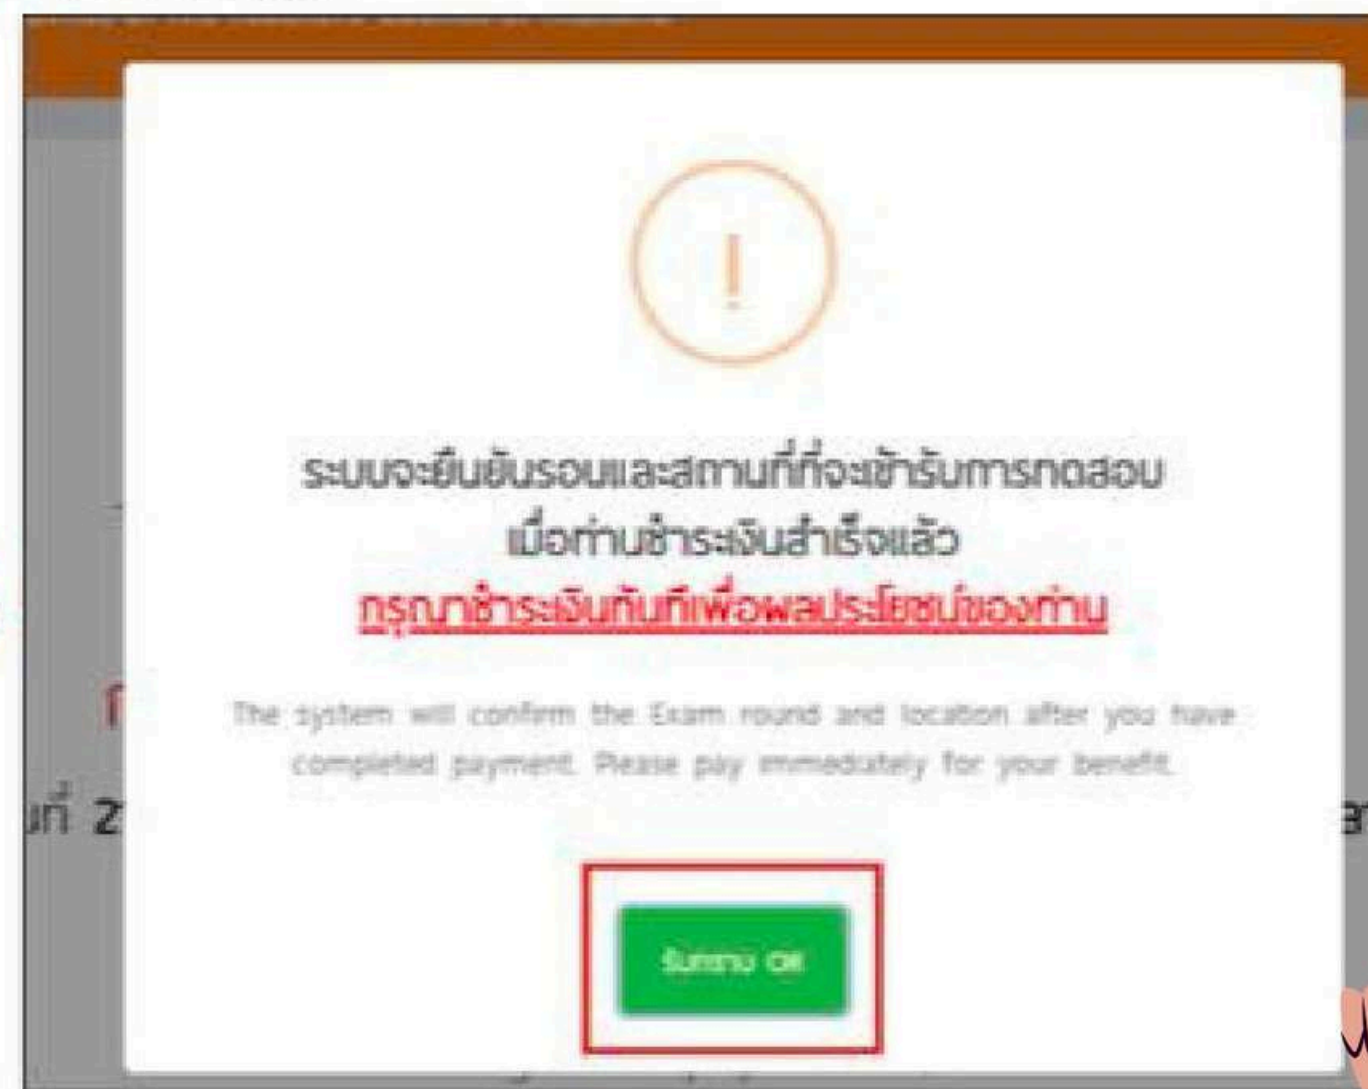 ระบบจะยืนยันรอบและสถานที่ที่จะเข้ารับการทดสอบ
เมื่อท่านชำระเงินสำเร็จแล้ว
กรุณาชำระเงินทันทีเพื่อผลประโยชน์ของท่าน
The system will confirm the Exam round and location after you have
completed payment. Please pay immediately for your benefit.
นที่ 2
รับทราบ OK